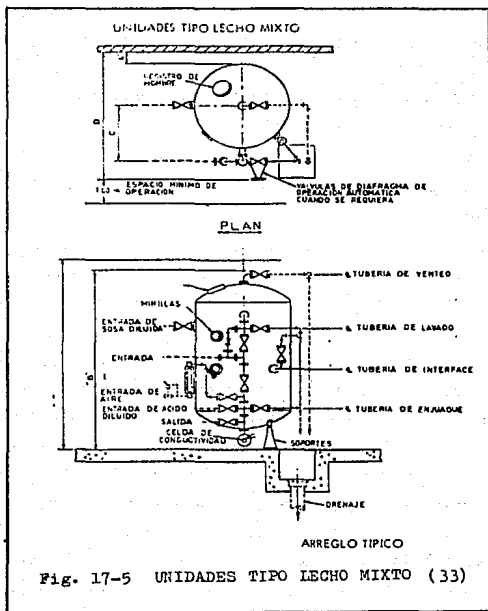 UNIDADES TIPO LECHO MIXTO
REGISTRO DE
HOMBRE
D
C
ESPACIO MINIMO DE
OPERACION
VALVULAS DE DIAFRAGMA DE
OPERACION AUTOMATICA
CUANDO SE REQUIERA
PLAN
TUBERIA DE VENTEO
MIRILLAS
ENTRADA DE
SOSA DILUIDA
TUBERIA DE LAVADO
ENTRADA
TUBERIA DE INTERFACE
ENTRADA DE
AIRE
ENTRADA DE ACIDO
DILUIDO
TUBERIA DE ENJUAQUE
SALIDA
CELDA DE
CONDUCTIVIDAD
SOPORTES
DRENAJE
ARREGLO TIPICO
Fig. 17-5 UNIDADES TIPO LECHO MIXTO (33)